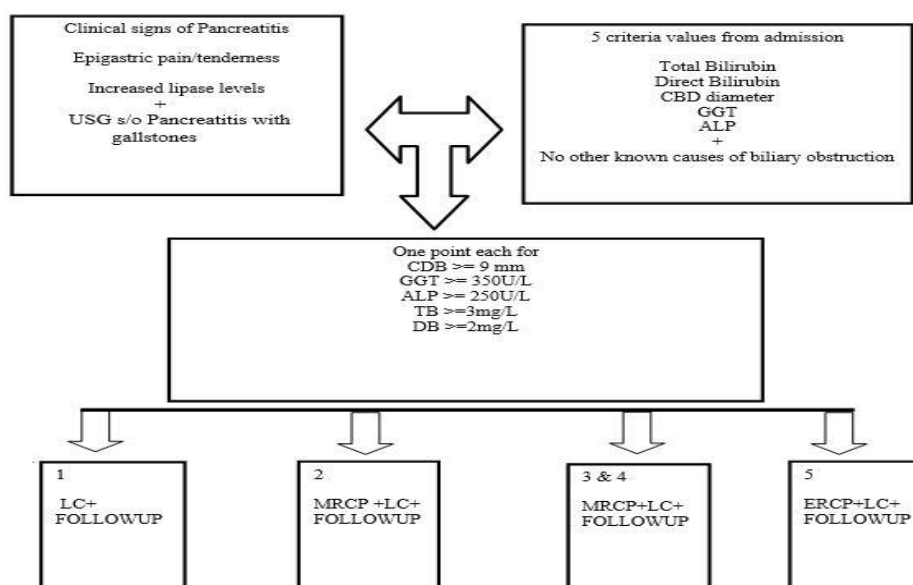 Clinical signs of Pancreatitis
Epigastric pain/tenderness
Increased lipase levels
+
USG s/o Pancreatitis with
gallstones
5 criteria values from admission
Total Bilirubin
Direct Bilirubin
CBD diameter
GGT
ALP
+
No other known causes of biliary obstruction
One point each for
CDB >= 9 mm
GGT >= 350U/L
ALP >= 250U/L
TB >=3mg/L
DB >=2mg/L
1
LC+
FOLLOWUP
2
MRCP +LC+
FOLLOWUP
3 & 4
MRCP+LC+
FOLLOWUP
5
ERCP+LC+
FOLLOWUP